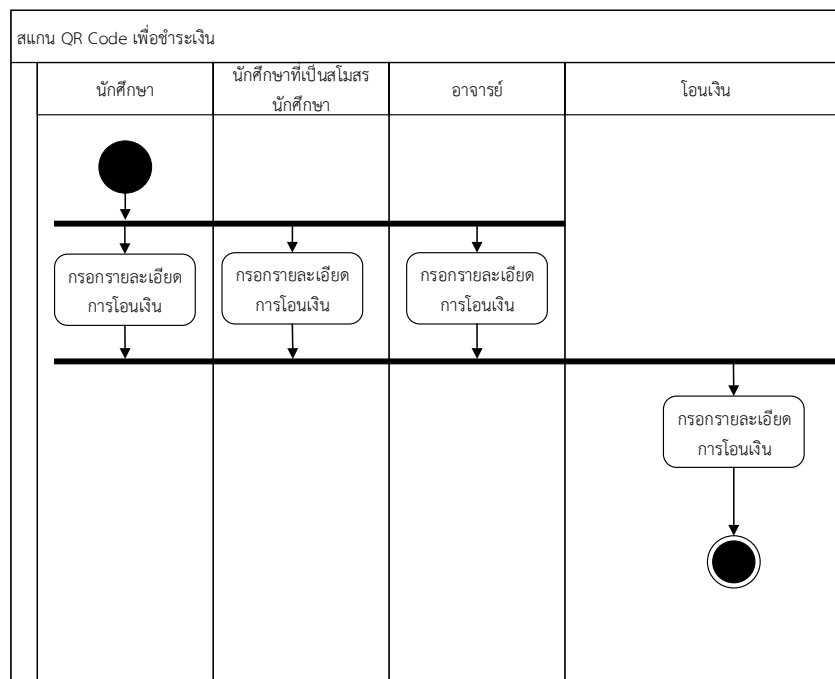 สแกน QR Code เพื่อชำระเงิน
นักศึกษา
นักศึกษาที่เป็นสโมสร
นักศึกษา
อาจารย์
โอนเงิน
กรอกรายละเอียด
การโอนเงิน
กรอกรายละเอียด
การโอนเงิน
กรอกรายละเอียด
การโอนเงิน
กรอกรายละเอียด
การโอนเงิน